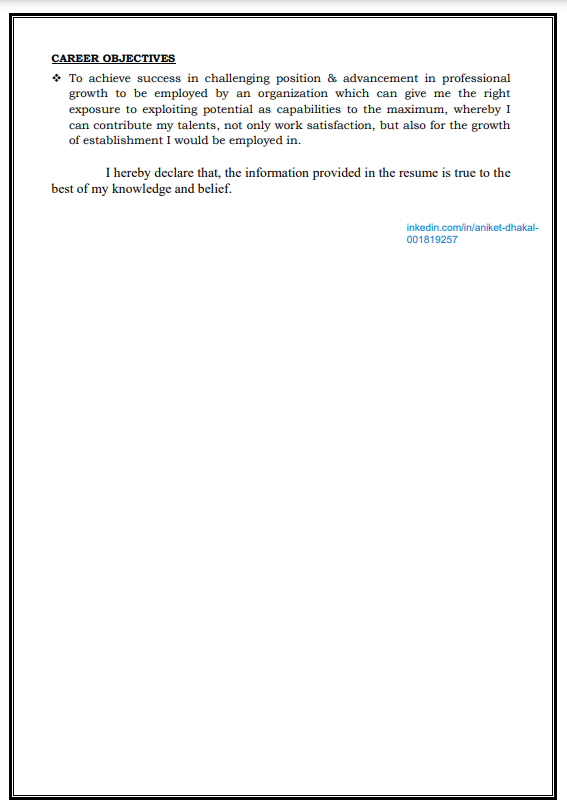 CAREER OBJECTIVES
❖ To achieve success in challenging position & advancement in professional
growth to be employed by an organization which can give me the right
exposure to exploiting potential as capabilities to the maximum, whereby I
can contribute my talents, not only work satisfaction, but also for the growth
of establishment I would be employed in.
I hereby declare that, the information provided in the resume is true to the
best of my knowledge and belief.
inkedin.com/in/aniket-dhakal-
001819257